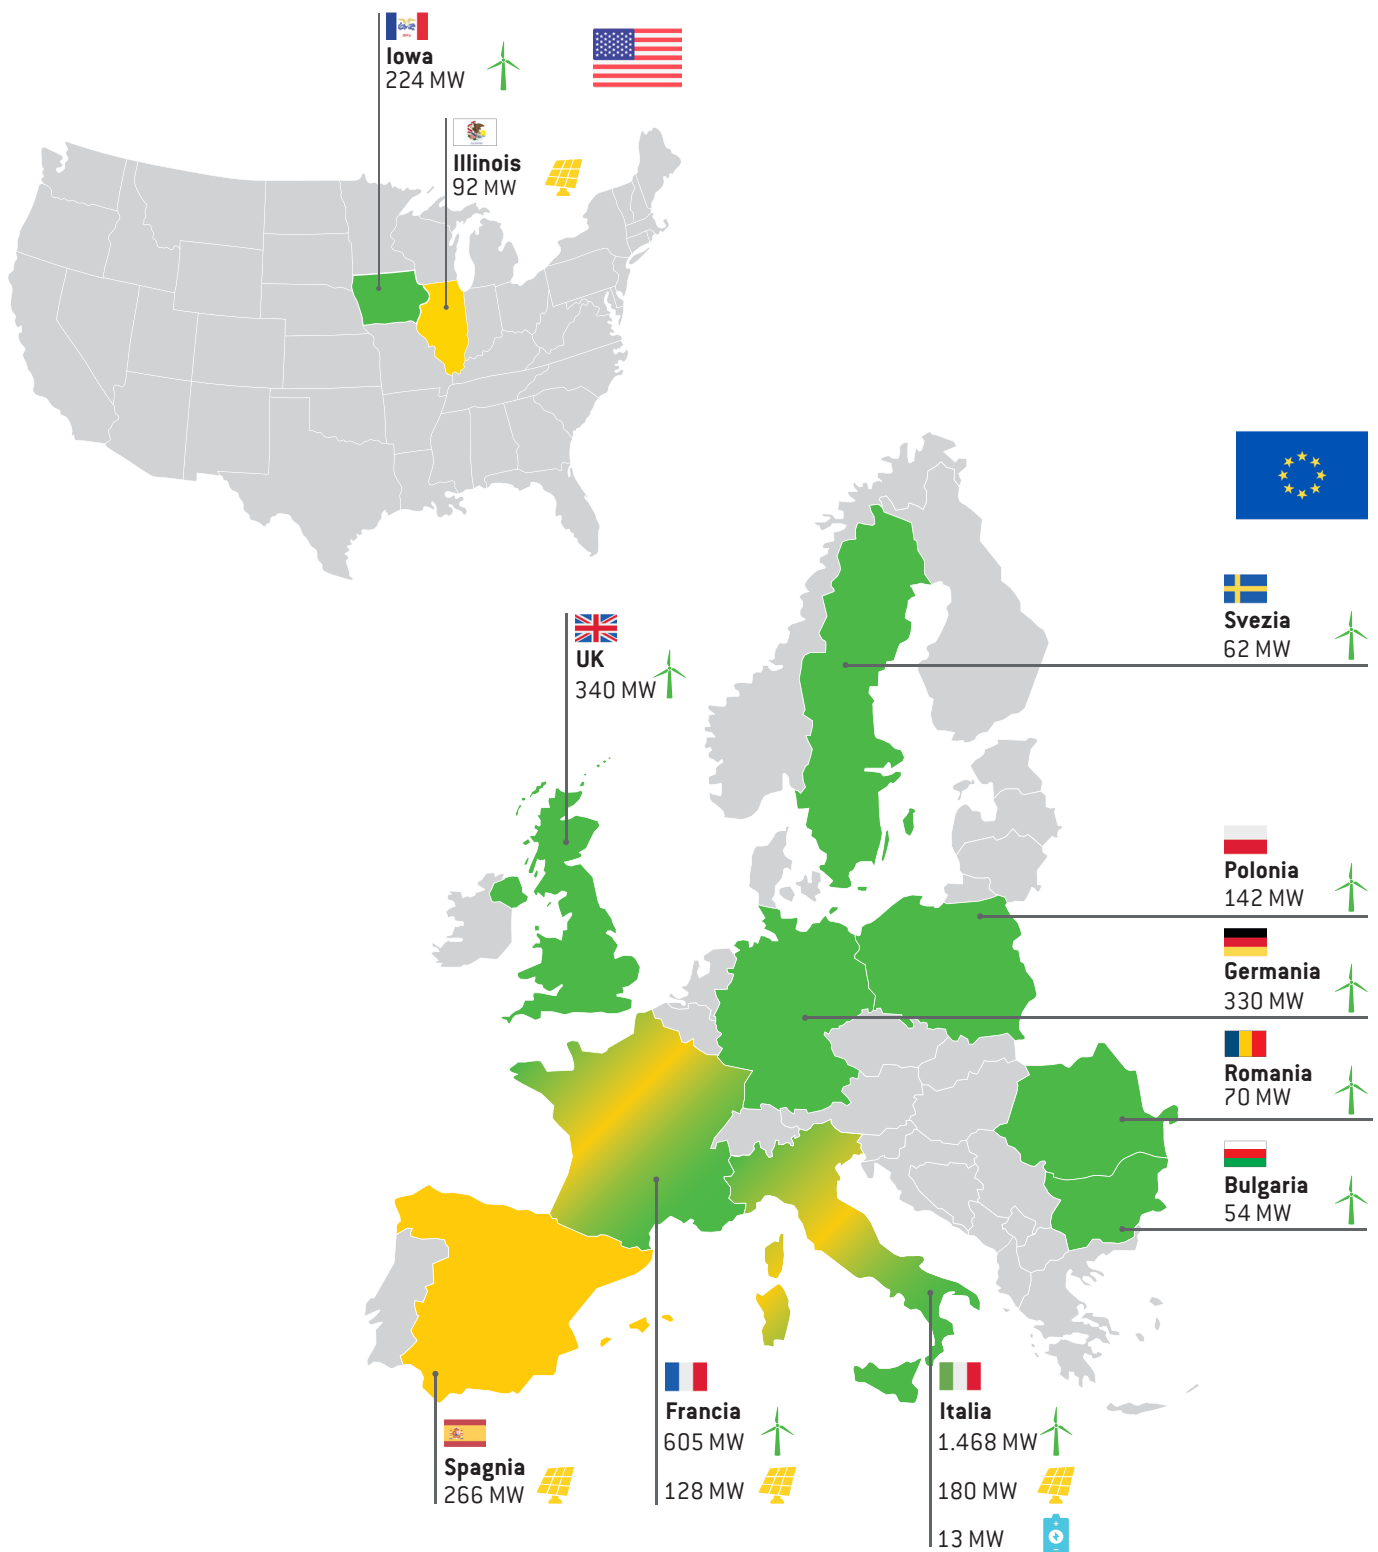 Iowa
224 MW
Illinois
92 MW
Svezia
62 MW
UK
340 MW
Polonia
142 MW
Germania
330 MW
Romania
70 MW
Bulgaria
54 MW
Francia
605 MW
128 MW
Italia
1.468 MW
180 MW
13 MW
Spagnia
266 MW